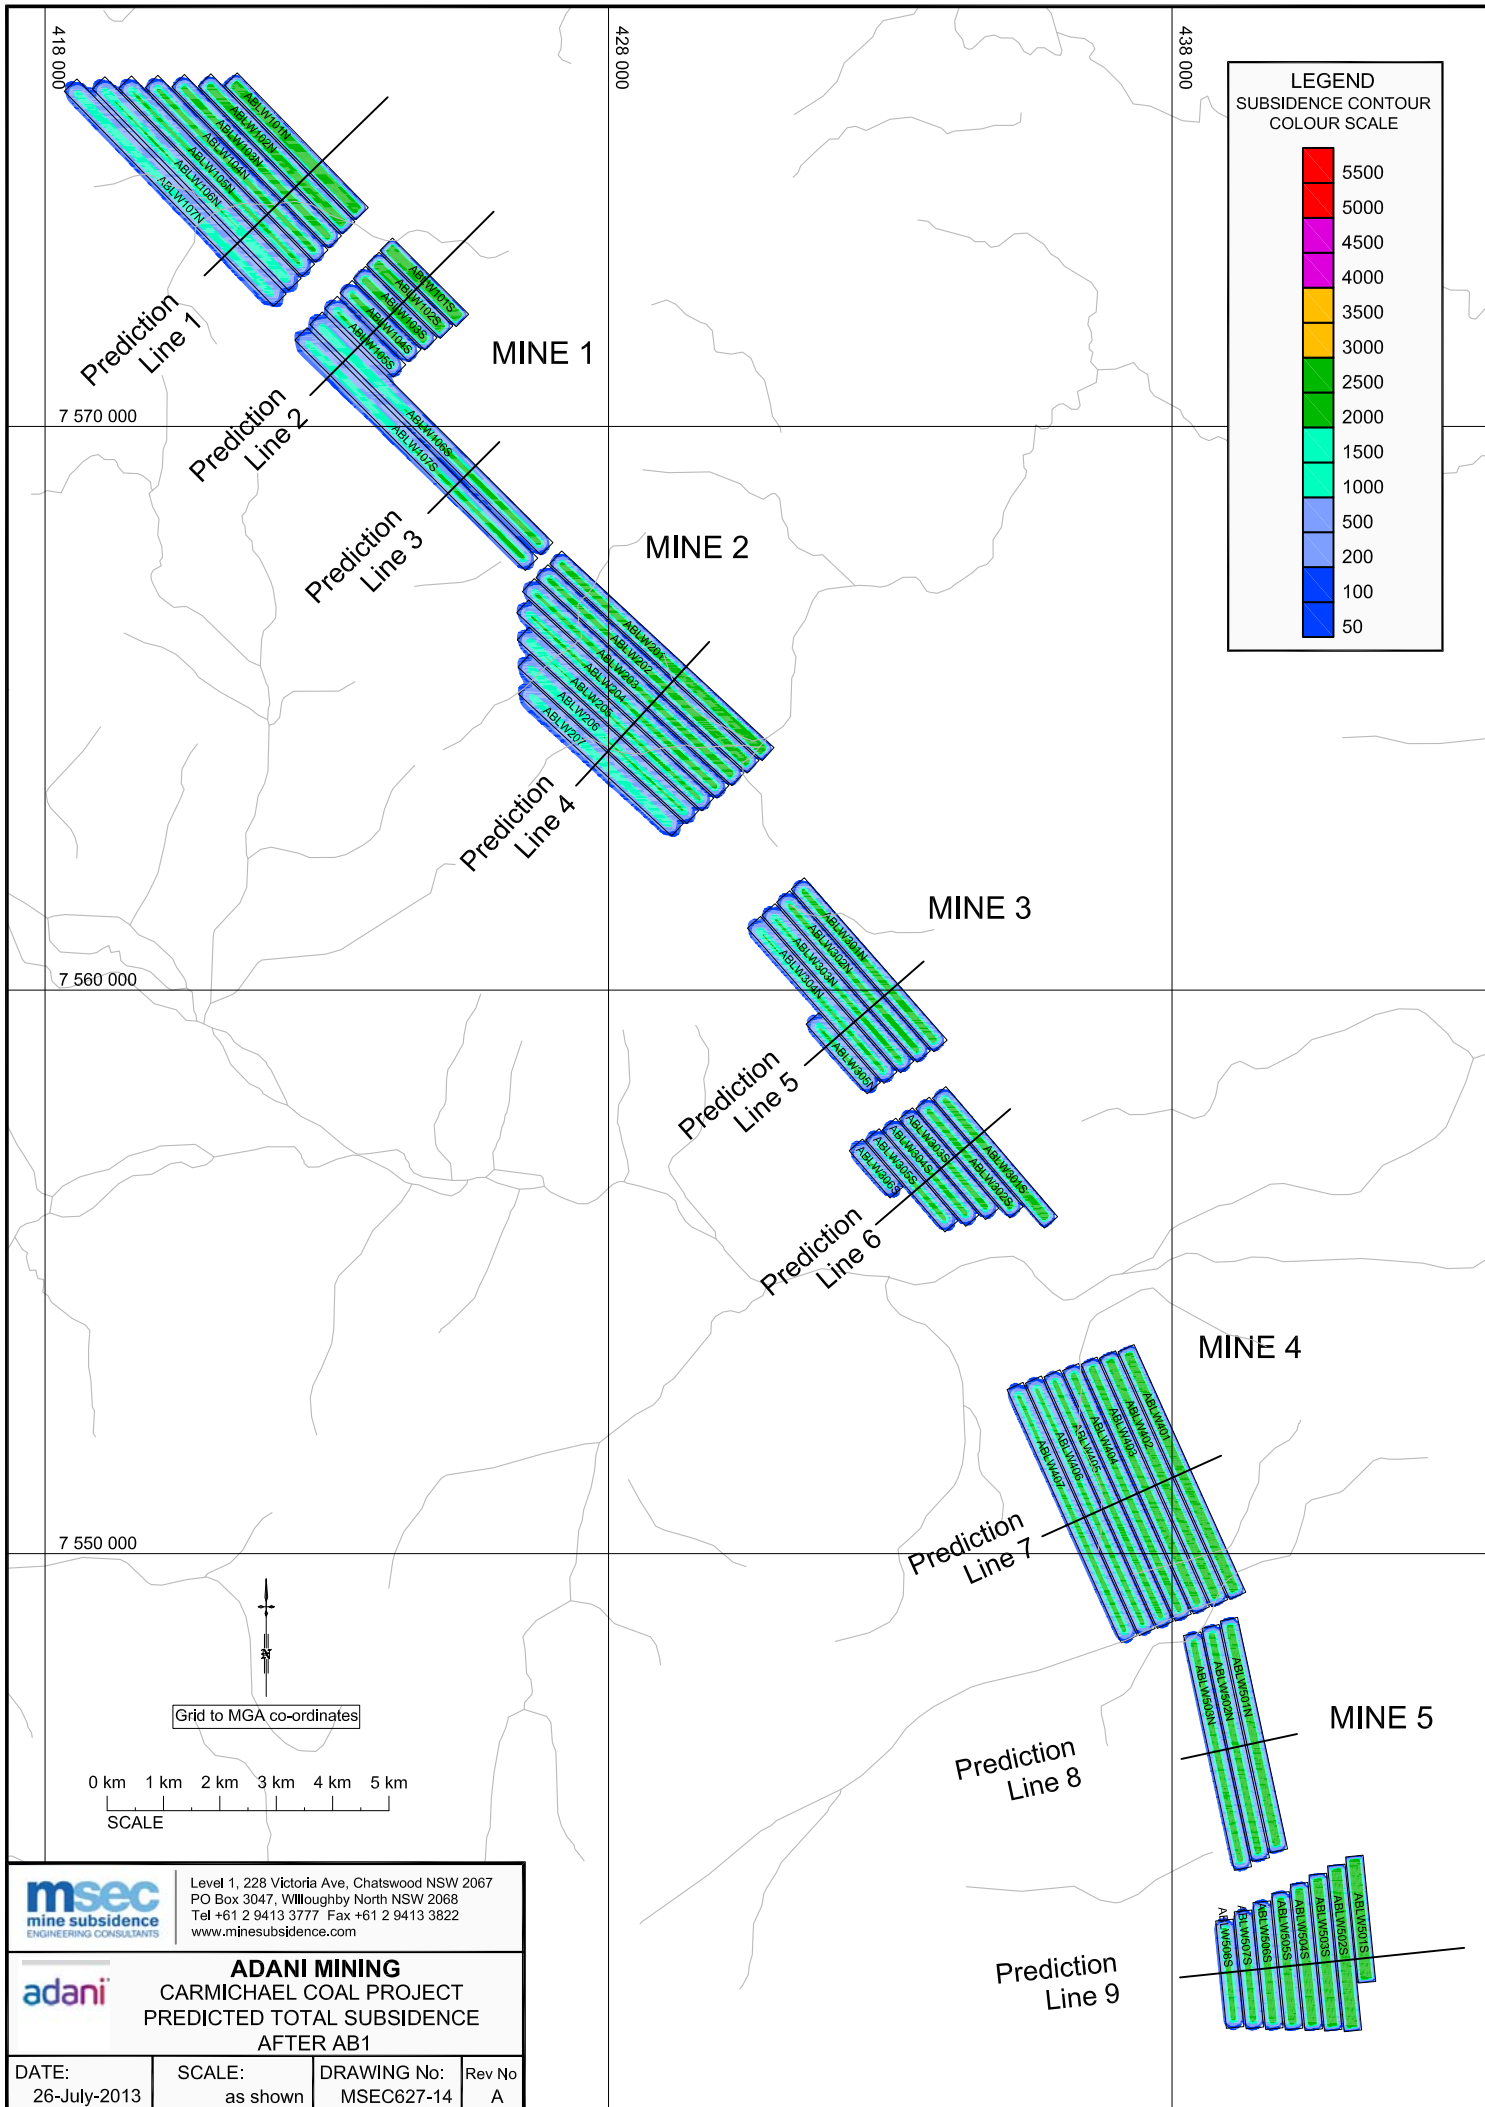 418 000
428 000
438 000
LEGEND
SUBSIDENCE CONTOUR
COLOUR SCALE
5500
5000
4500
4000
3500
3000
2500
2000
1500
1000
500
200
100
50
ABLW101N
ABLW102N
ABLW103N
ABLW104N
ABLW105N
ABLW106N
ABLW107N
Prediction
Line 1
ABLW101S
ABLW102S
ABLW103S
ABLW104S
ABLW105S
ABLW106S
ABLW107S
MINE 1
Prediction
Line 2
7 570 000
Prediction
Line 3
MINE 2
ABLW201
ABLW202
ABLW203
ABLW204
ABLW205
ABLW206
ABLW207
Prediction
Line 4
MINE 3
ABLW301N
ABLW302N
ABLW303N
ABLW304N
ABLW305N
7 560 000
Prediction
Line 5
ABLW301S
ABLW302S
ABLW303S
ABLW304S
ABLW305S
ABLW306S
Prediction
Line 6
MINE 4
ABLW401
ABLW402
ABLW403
ABLW404
ABLW405
ABLW406
ABLW407
Prediction
Line 7
7 550 000
N
Grid to MGA co-ordinates
MINE 5
ABLW501N
ABLW502N
ABLW503N
Prediction
Line 8
0 km 1 km 2 km 3 km 4 km 5 km
SCALE
ABLW501S
ABLW502S
ABLW503S
ABLW504S
ABLW505S
ABLW506S
ABLW507S
ABLW508S
Prediction
Line 9
msec
mine subsidence
ENGINEERING CONSULTANTS
Level 1, 228 Victoria Ave, Chatswood NSW 2067
PO Box 3047, Willoughby North NSW 2068
Tel +61 2 9413 3777 Fax +61 2 9413 3822
www.minesubsidence.com
adani
ADANI MINING
CARMICHAEL COAL PROJECT
PREDICTED TOTAL SUBSIDENCE
AFTER AB1
DATE:
26-July-2013
SCALE:
as shown
DRAWING No:
MSEC627-14
Rev No
A